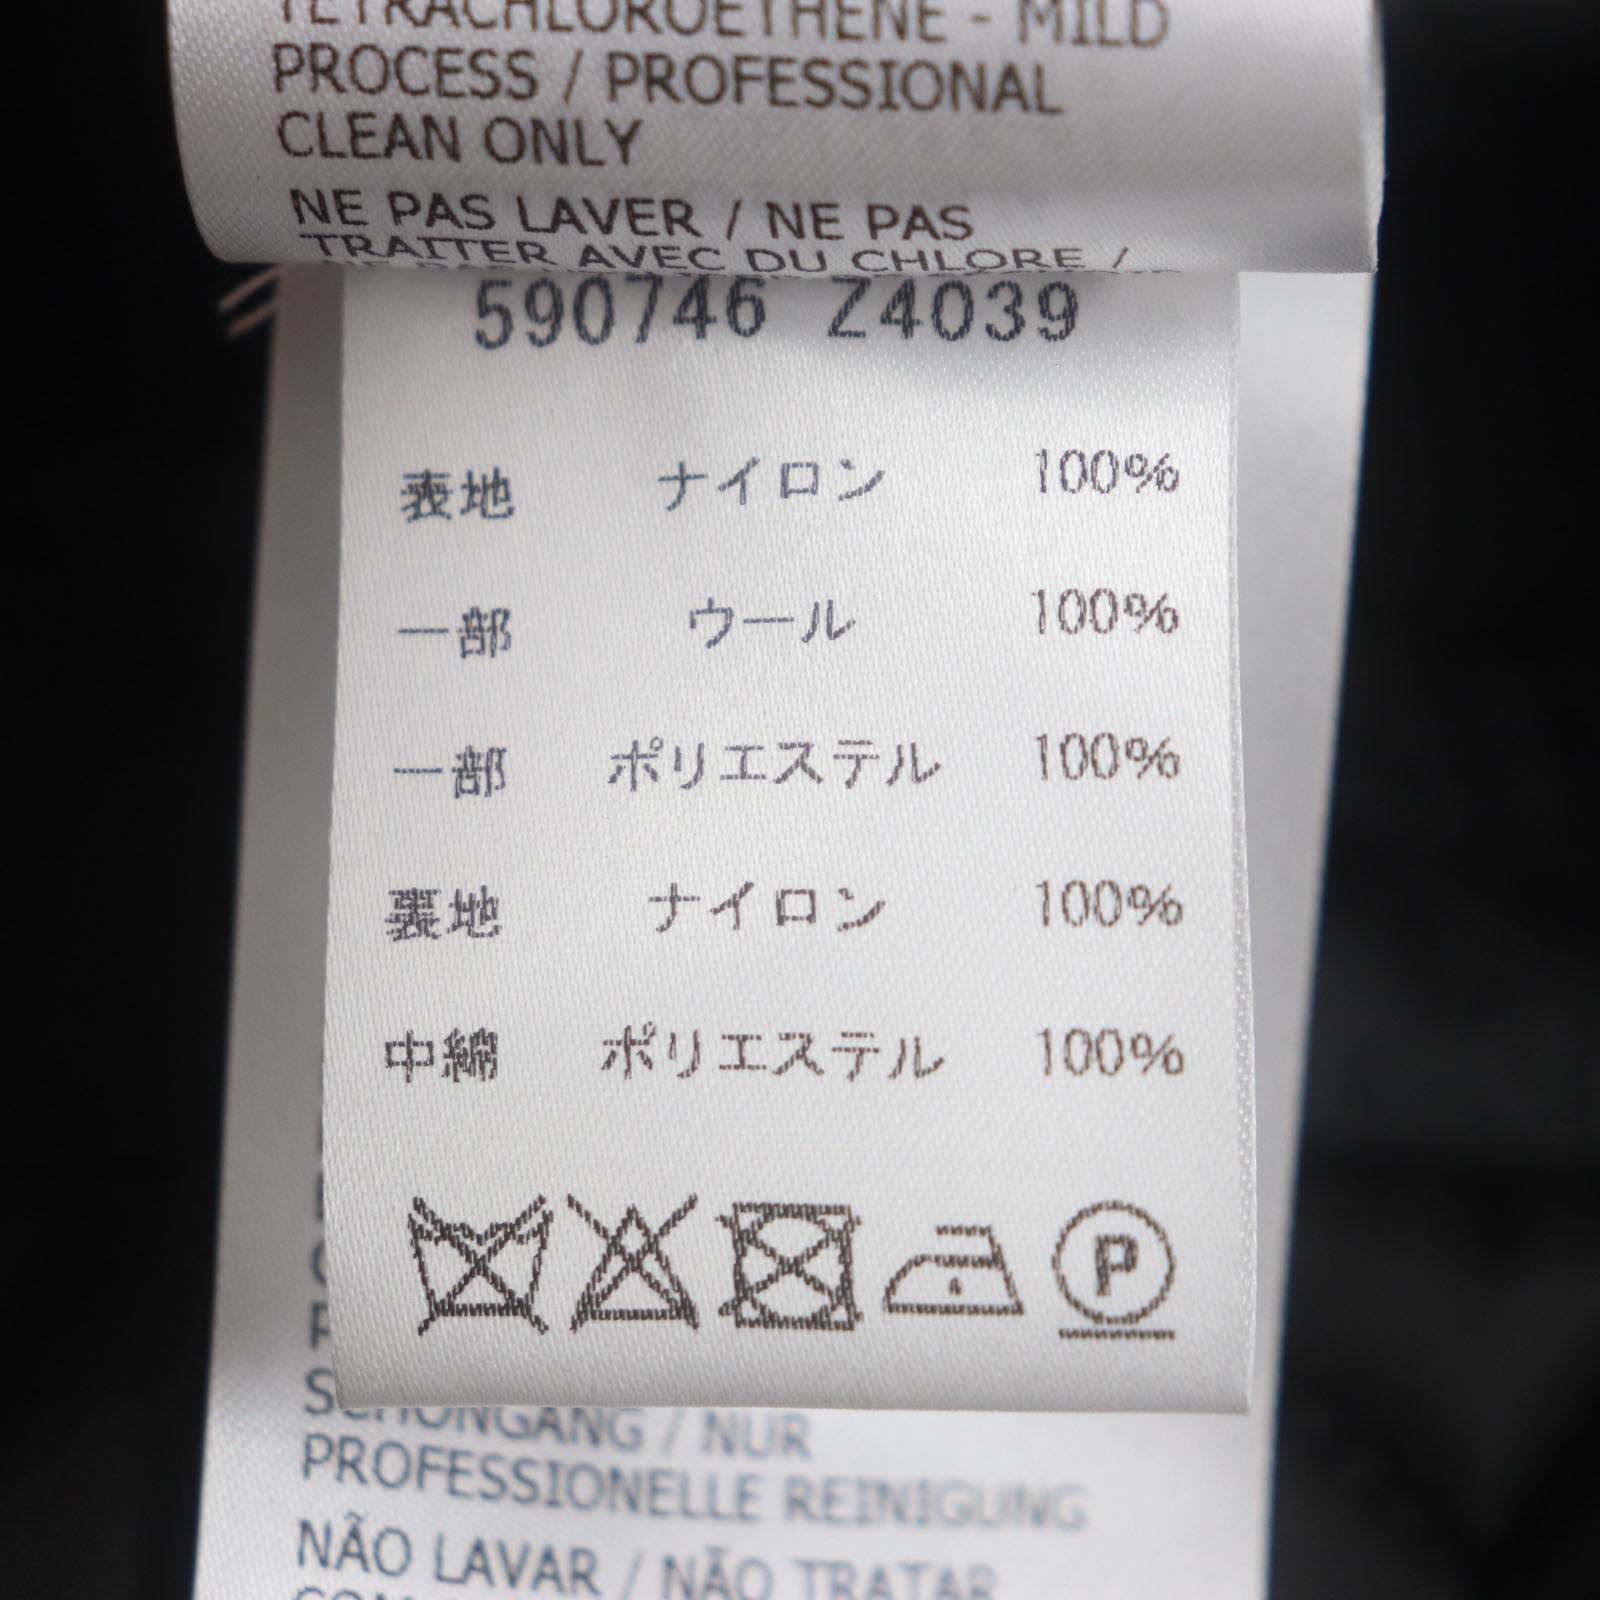 TETRACHLOROETHENE - MILD
PROCESS / PROFESSIONAL
CLEAN ONLY
NE PAS LAVER / NE PAS
TRAITER AVEC DU CHLORE /
590746 Z4039
表地 ナイロン 100%
一部 ウール 100%
一部 ポリエステル 100%
裏地 ナイロン 100%
中綿 ポリエステル 100%
P
SCHONGANG / NUR
PROFESSIONELLE REINIGUNG
NÃO LAVAR / NÃO TRATAR